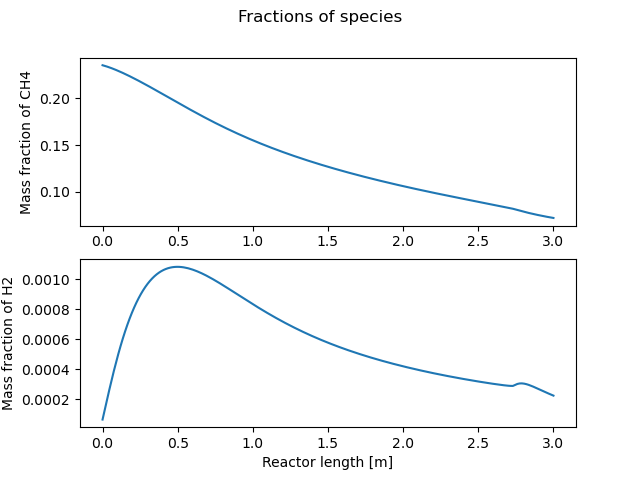 Fractions of species
Mass fraction of CH4
0.20
0.15
0.10
0.0 0.5 1.0 1.5 2.0 2.5 3.0
Mass fraction of H2
0.0010
0.0008
0.0006
0.0004
0.0002
0.0 0.5 1.0 1.5 2.0 2.5 3.0
Reactor length [m]